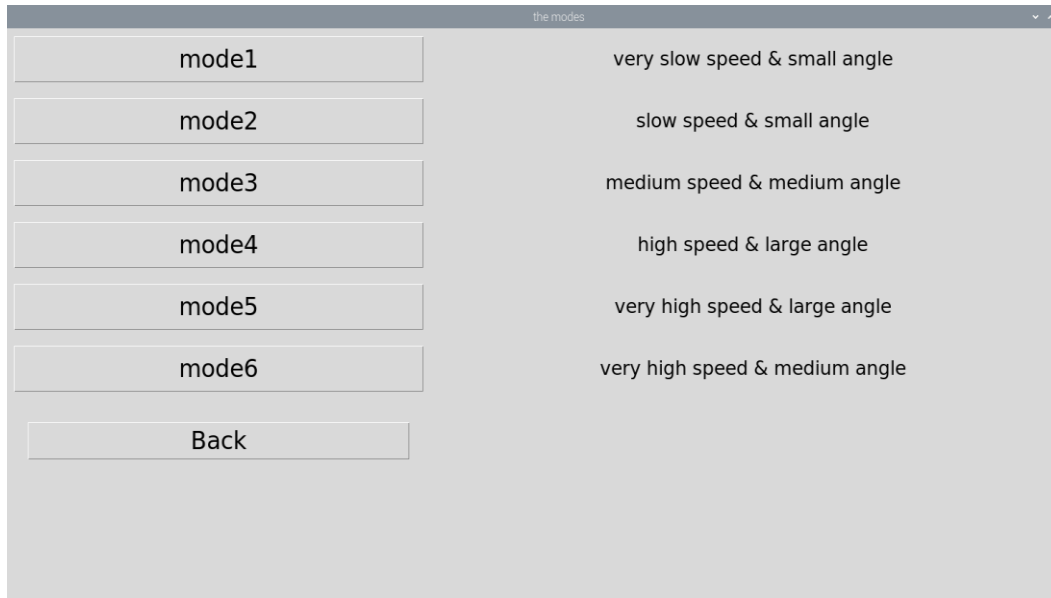 the modes
mode1 very slow speed & small angle
mode2 slow speed & small angle
mode3 medium speed & medium angle
mode4 high speed & large angle
mode5 very high speed & large angle
mode6 very high speed & medium angle
Back